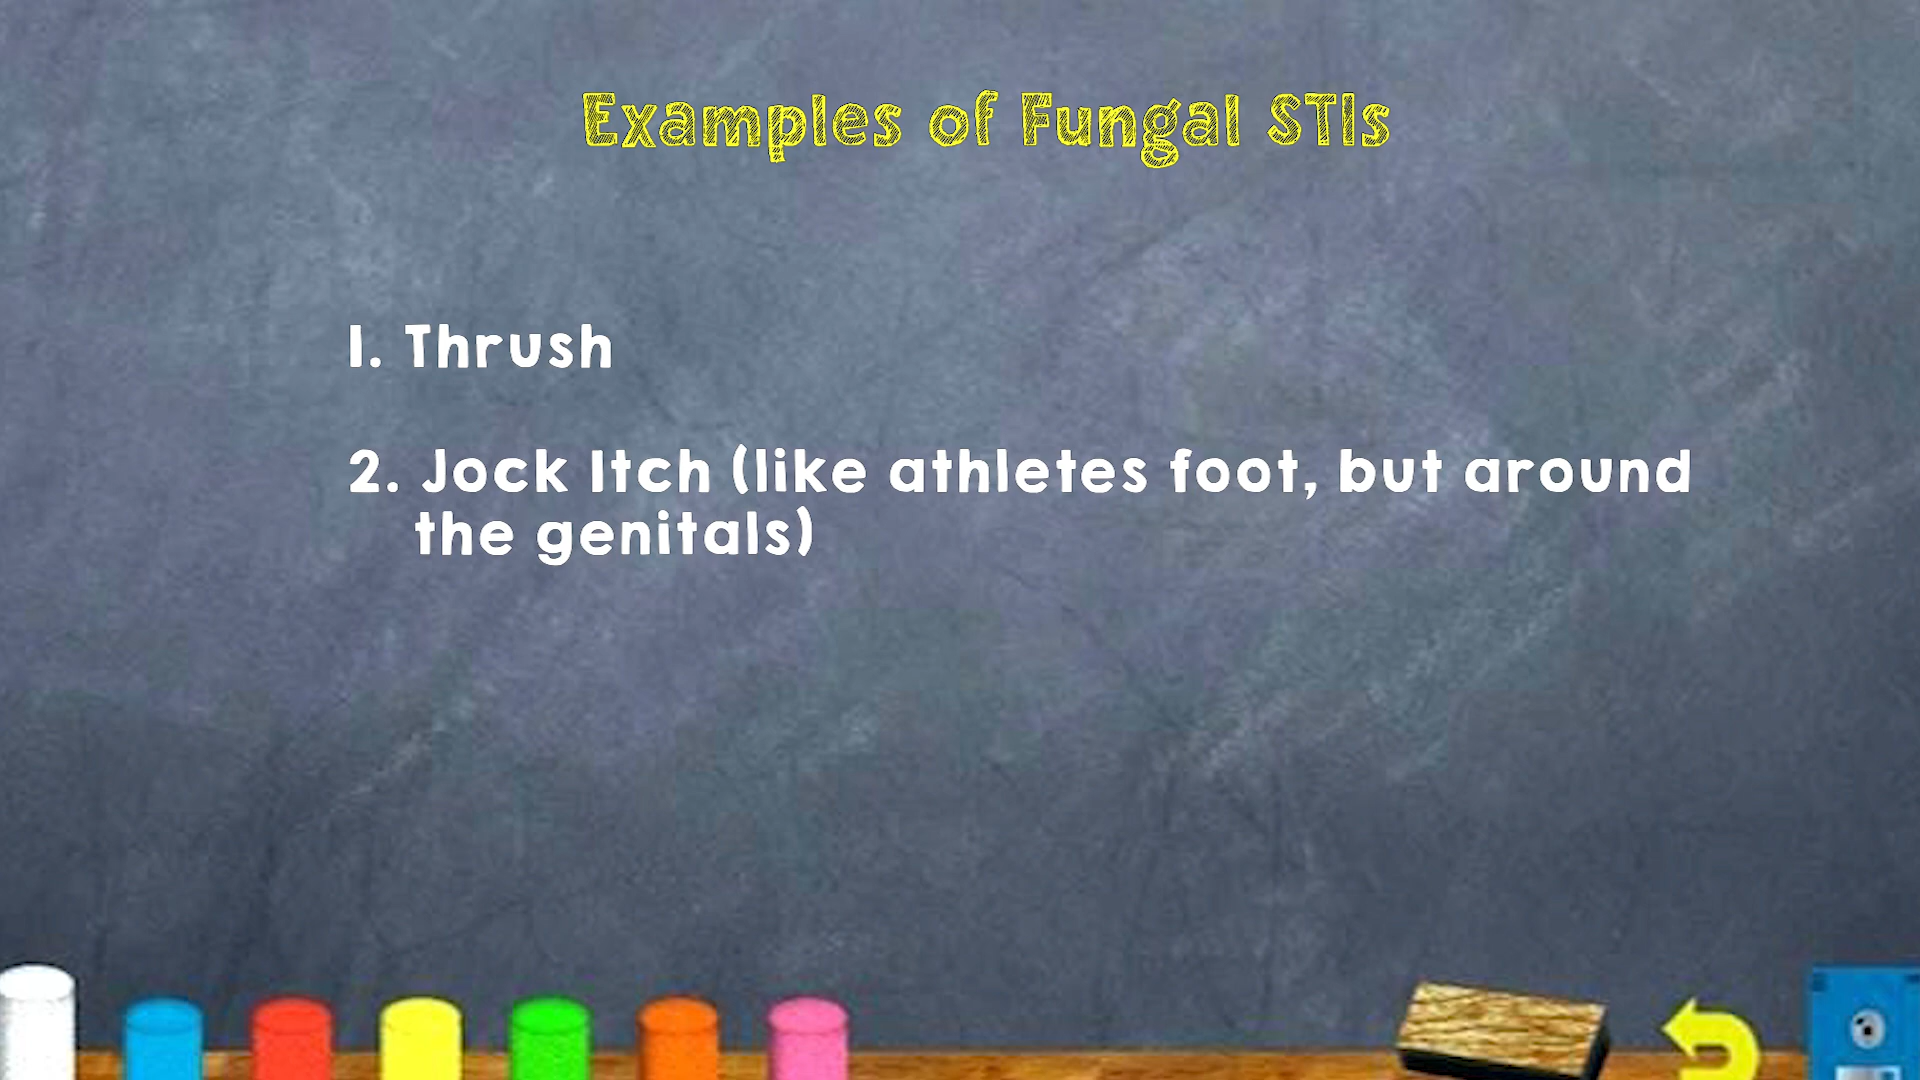 Examples of Fungal STIs
1. Thrush
2. Jock Itch (like athletes foot, but around
the genitals)